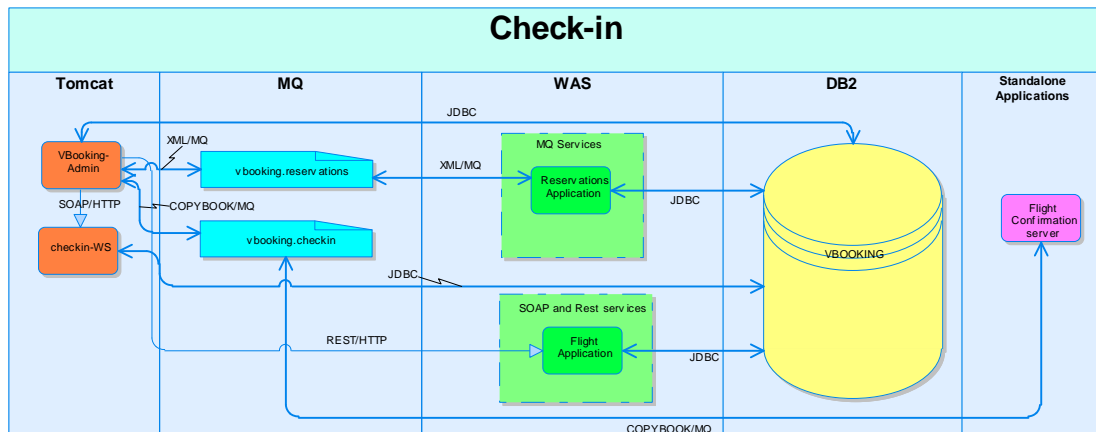 Check-in
Tomcat
MQ
WAS
DB2
Standalone
Applications
JDBC
XML/MQ
MQ Services
VBooking-
Admin
vbooking.reservations
XML/MQ
Reservations
Application
JDBC
SOAP/HTTP
COPYBOOK/MQ
Flight
Confirmation
server
checkin-WS
vbooking.checkin
VBOOKING
JDBC
SOAP and Rest services
REST/HTTP
Flight
Application
JDBC
COPYBOOK/MQ